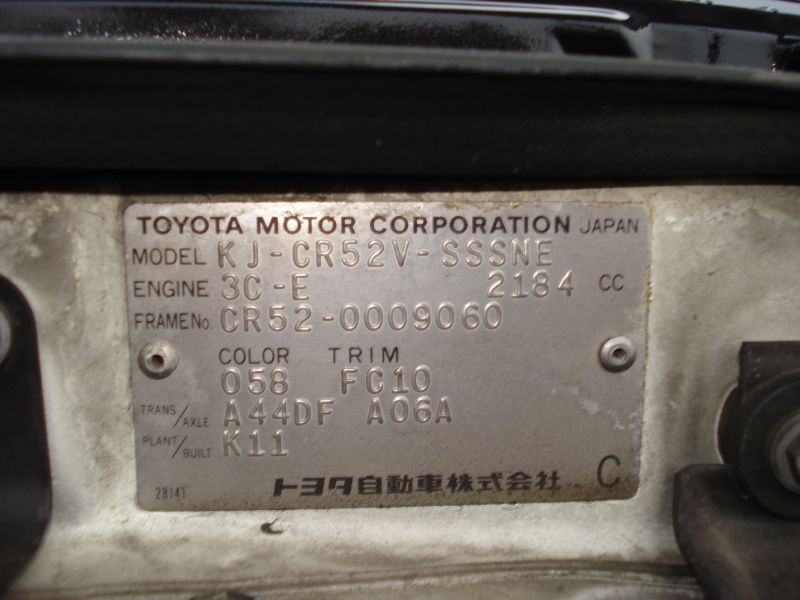 TOYOTA MOTOR CORPORATION JAPAN
MODEL KJ-CR52V-SSSNE
ENGINE 3C-E 2184 CC
FRAME No. CR52-0009060
COLOR TRIM
058 FC10
TRANS/AXLE A44DF A06A
PLANT/BUILT K11
28141 トヨタ自動車株式会社 C